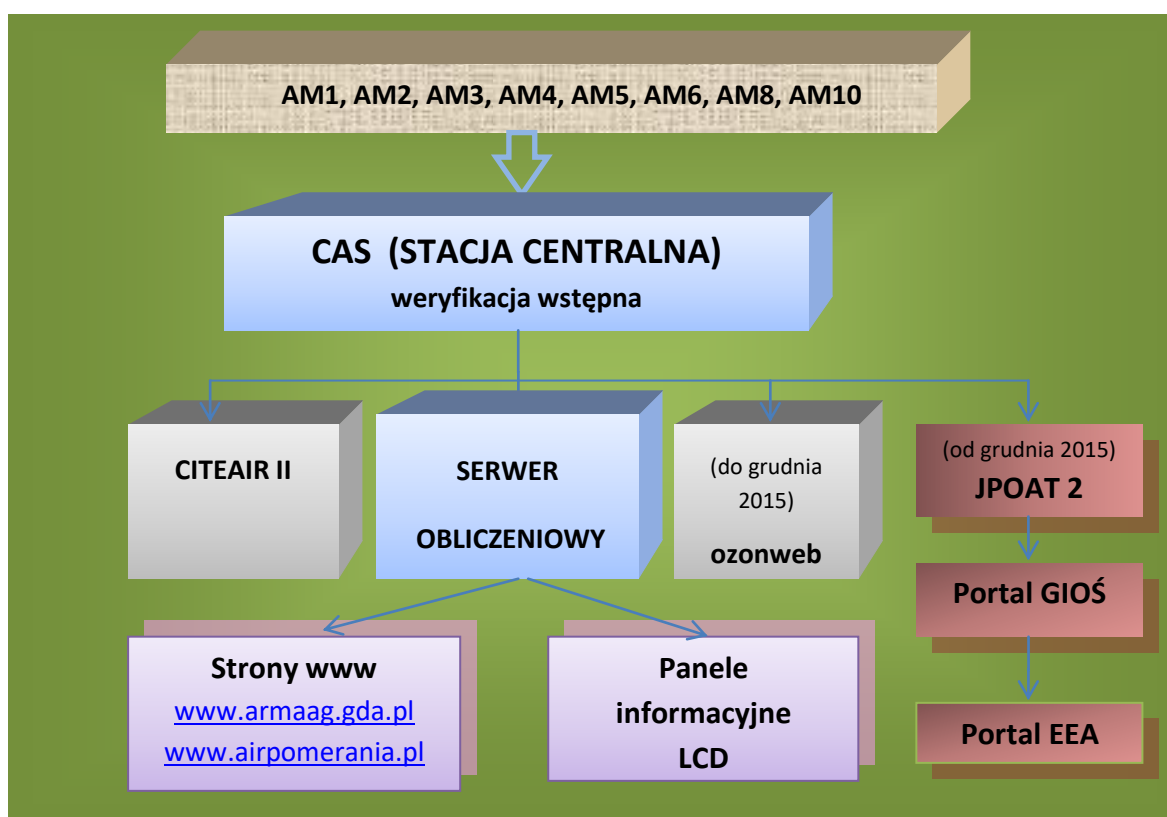 AM1, AM2, AM3, AM4, AM5, AM6, AM8, AM10
CAS (STACJA CENTRALNA)
weryfikacja wstępna
CITEAIR II
SERWER
OBLICZENIOWY
(do grudnia
2015)
ozonweb
(od grudnia 2015)
JPOAT 2
Portal GIOŚ
Portal EEA
Strony www
www.armaag.gda.pl
www.airpomerania.pl
Panele
informacyjne
LCD